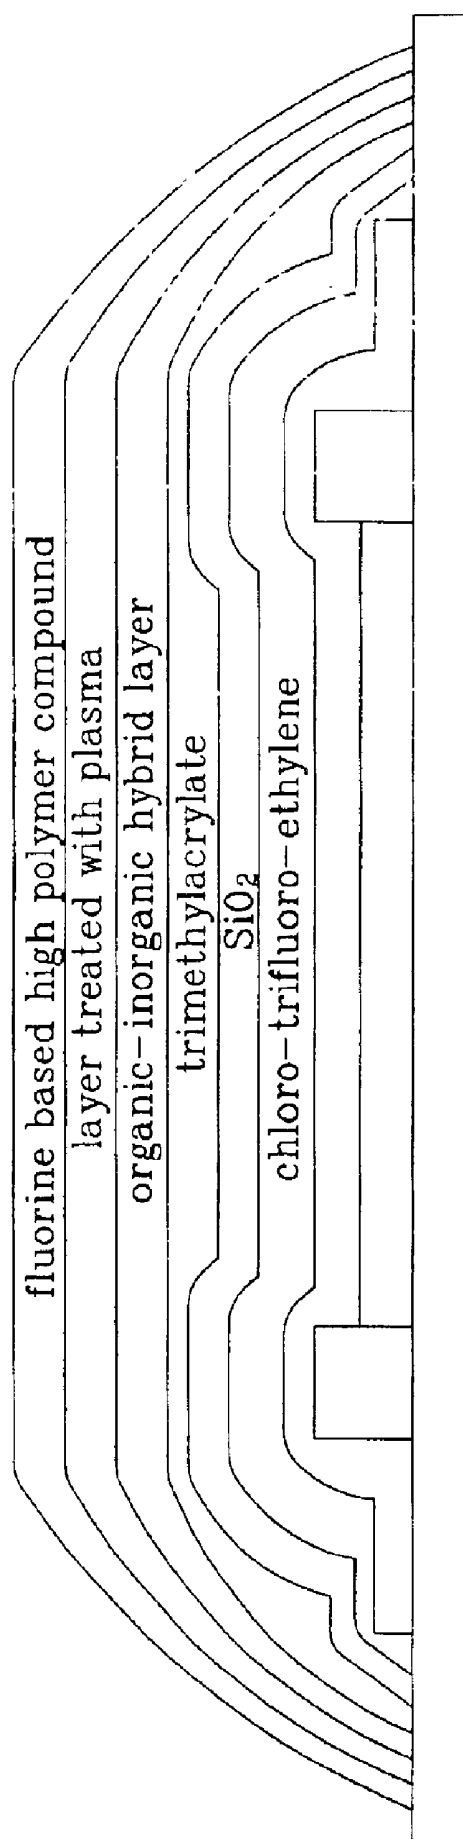 fluorine based high polymer compound
layer treated with plasma
organic-inorganic hybrid layer
trimethylacrylate
SiO₂
chloro-trifluoro-ethylene